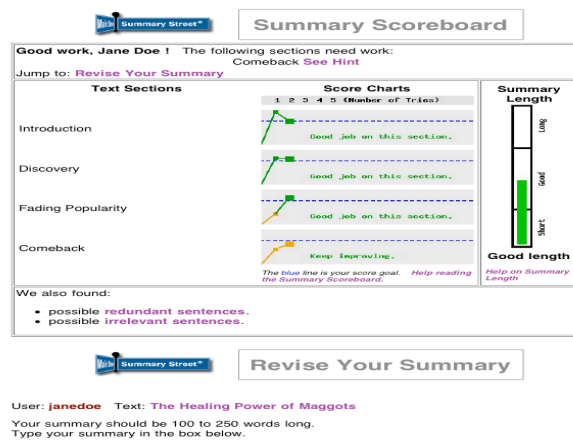 Main St. Summary Street® Summary Scoreboard
Good work, Jane Doe ! The following sections need work:
Comeback See Hint
Jump to: Revise Your Summary
Text Sections
Score Charts
1 2 3 4 5 (Number of Tries)
Introduction
Good job on this section.
Discovery
Good job on this section.
Fading Popularity
Good job on this section.
Comeback
Keep improving.
The blue line is your score goal. Help reading
the Summary Scoreboard.
Summary
Length
Long
Good
Short
Good length
Help on Summary
Length
We also found:
• possible redundant sentences.
• possible irrelevant sentences.
Summary Street® Revise Your Summary
User: janedoe Text: The Healing Power of Maggots
Your summary should be 100 to 250 words long.
Type your summary in the box below.